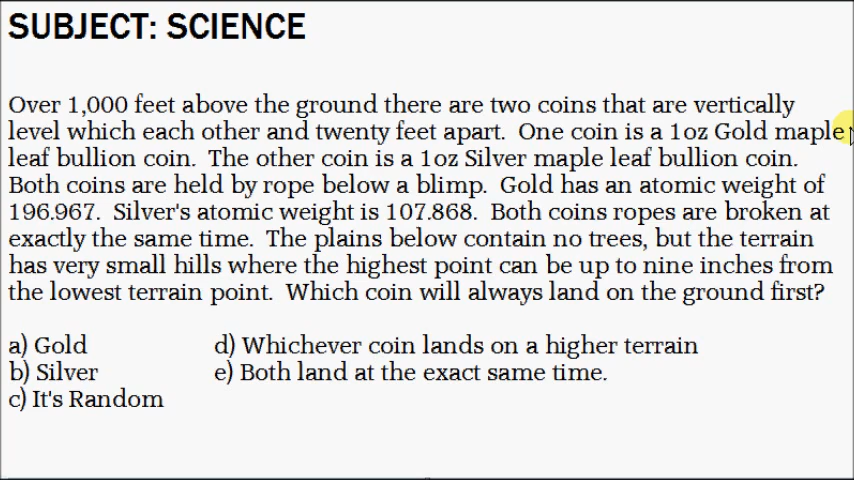 SUBJECT: SCIENCE
Over 1,000 feet above the ground there are two coins that are vertically
level which each other and twenty feet apart. One coin is a 1oz Gold maple
leaf bullion coin. The other coin is a 1oz Silver maple leaf bullion coin.
Both coins are held by rope below a blimp. Gold has an atomic weight of
196.967. Silver's atomic weight is 107.868. Both coins ropes are broken at
exactly the same time. The plains below contain no trees, but the terrain
has very small hills where the highest point can be up to nine inches from
the lowest terrain point. Which coin will always land on the ground first?
a) Gold d) Whichever coin lands on a higher terrain
b) Silver e) Both land at the exact same time.
c) It's Random